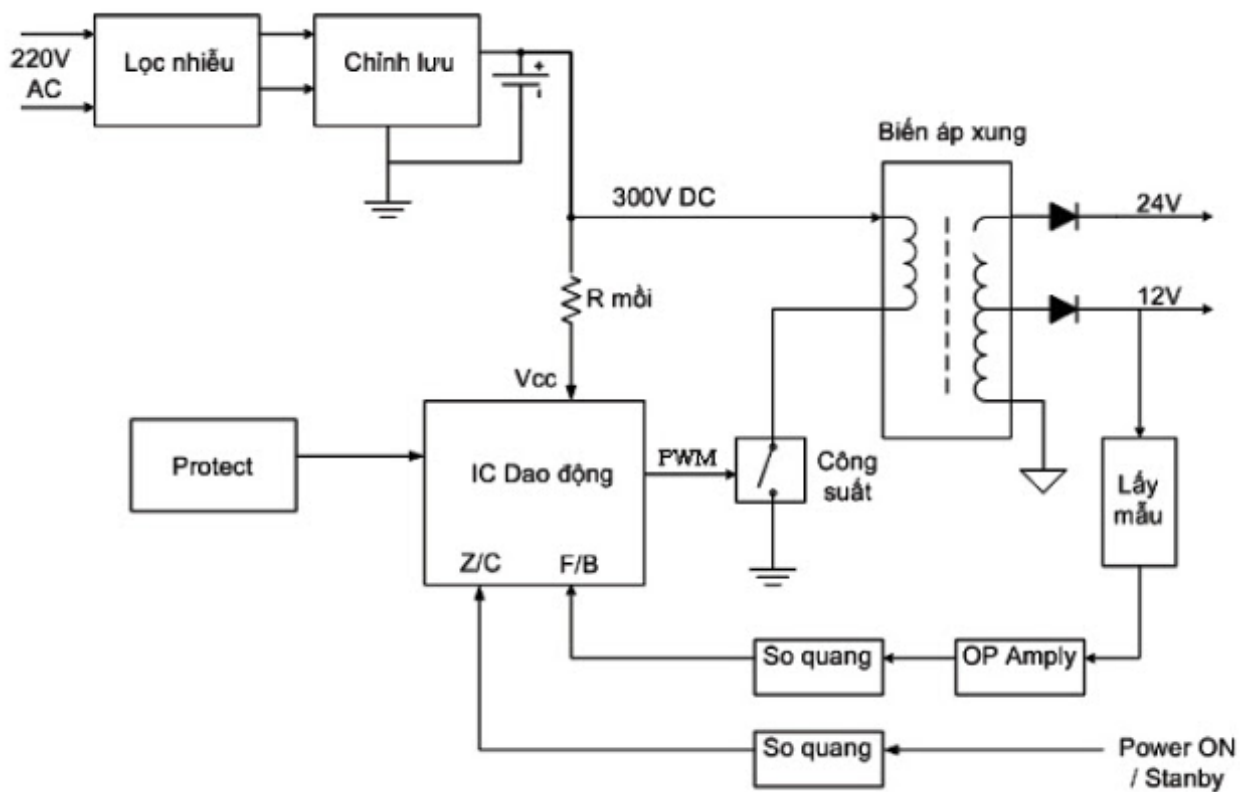 220V
AC
Lọc nhiễu
Chỉnh lưu
+
-
Biến áp xung
300V DC
24V
12V
R mồi
Vcc
Protect
IC Dao động
PWM
Công
suất
Lấy
mẫu
Z/C
F/B
So quang
OP Amply
So quang
Power ON
/ Stanby